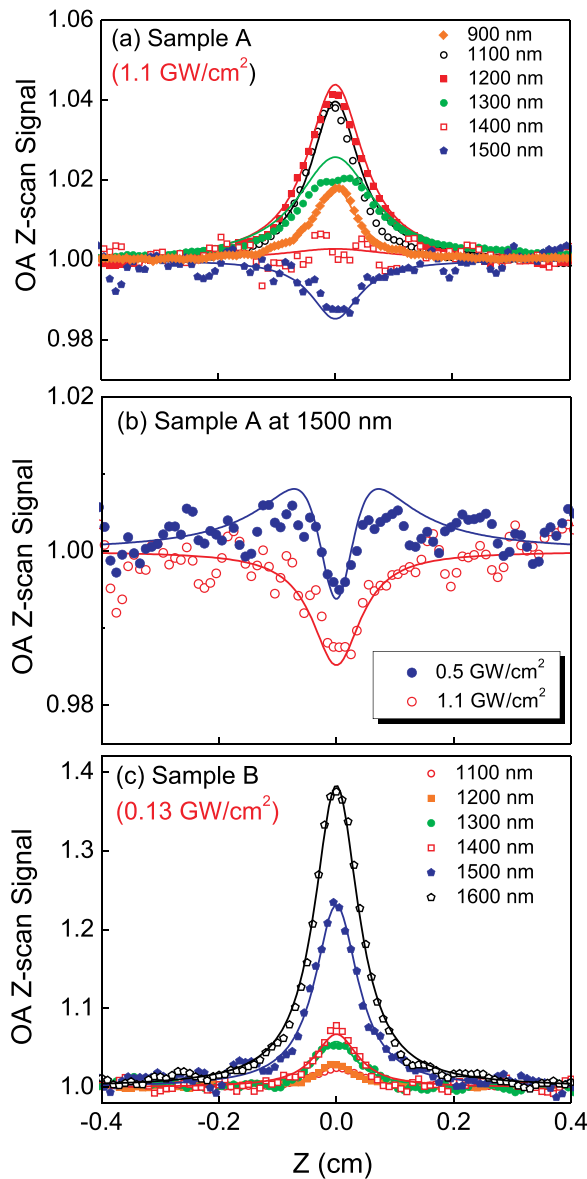 (a) Sample A
(1.1 GW/cm²)
900 nm
1100 nm
1200 nm
1300 nm
1400 nm
1500 nm
1.06
1.04
1.02
1.00
0.98
OA Z-scan Signal
(b) Sample A at 1500 nm
1.02
1.00
0.98
OA Z-scan Signal
0.5 GW/cm²
1.1 GW/cm²
(c) Sample B
(0.13 GW/cm²)
1100 nm
1200 nm
1300 nm
1400 nm
1500 nm
1600 nm
1.4
1.3
1.2
1.1
1.0
OA Z-scan Signal
-0.4 -0.2 0.0 0.2 0.4
Z (cm)